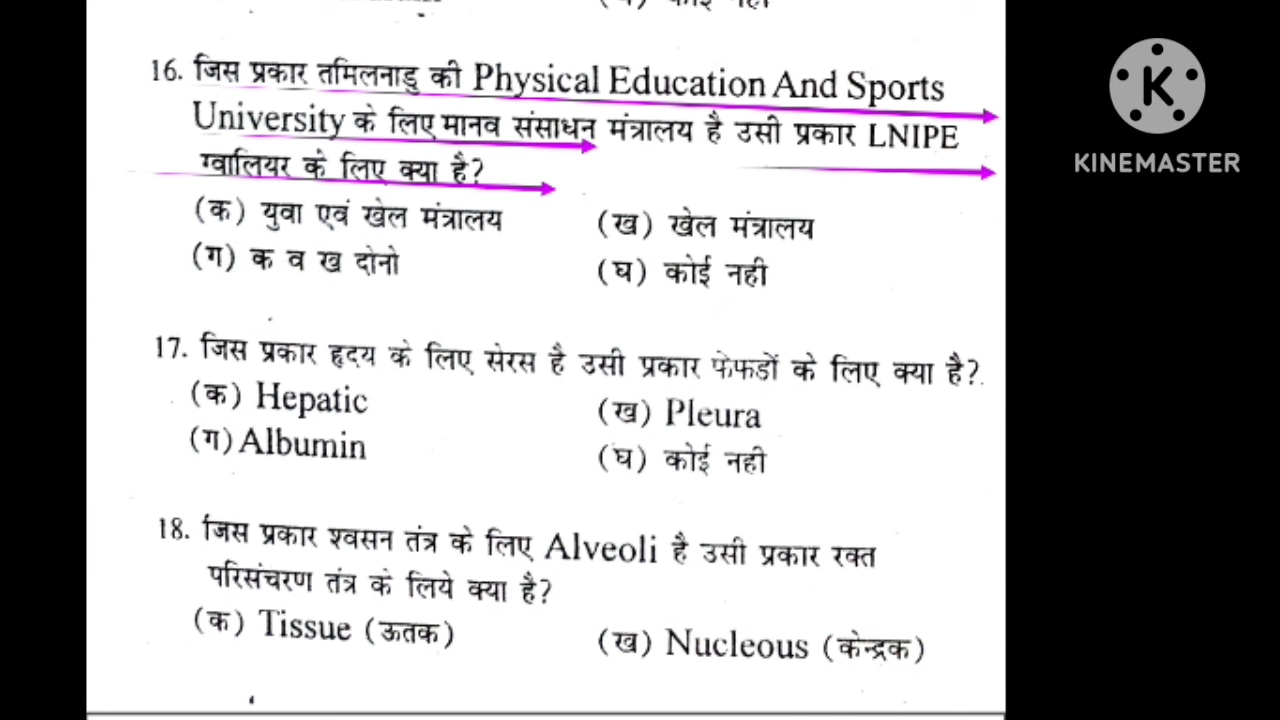 (घ) कोई नही
16. जिस प्रकार तमिलनाडु की Physical Education And Sports
University के लिए मानव संसाधन मंत्रालय है उसी प्रकार LNIPE
ग्वालियर के लिए क्या है?
(क) युवा एवं खेल मंत्रालय (ख) खेल मंत्रालय
(ग) क व ख दोनो (घ) कोई नही
17. जिस प्रकार हृदय के लिए सेरस है उसी प्रकार फेफडों के लिए क्या है?
(क) Hepatic (ख) Pleura
(ग) Albumin (घ) कोई नही
18. जिस प्रकार श्वसन तंत्र के लिए Alveoli है उसी प्रकार रक्त
परिसंचरण तंत्र के लिये क्या है?
(क) Tissue (ऊतक) (ख) Nucleous (केन्द्रक)
K
KINEMASTER